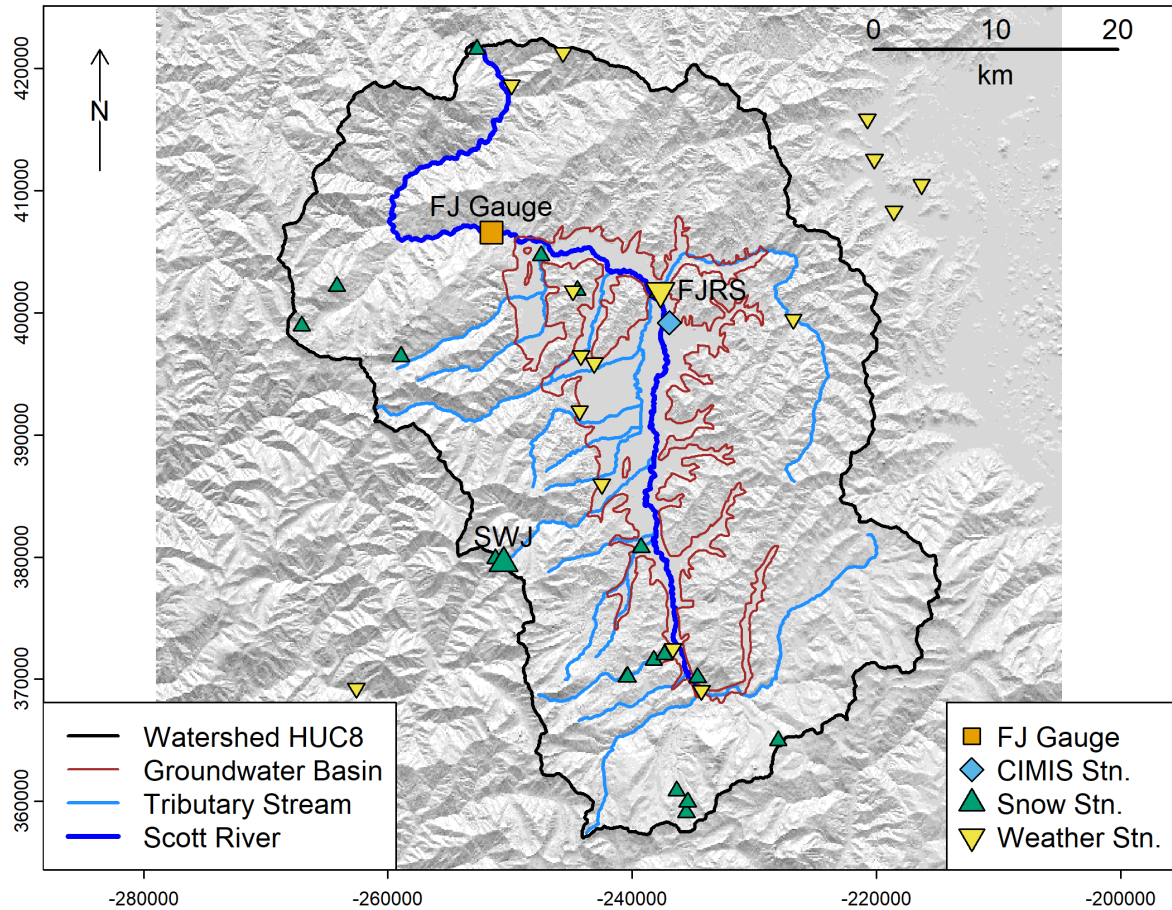 0 10 20
km
N
420000
410000
400000
390000
380000
370000
360000
FJ Gauge
FJRS
SWJ
Watershed HUC8
Groundwater Basin
Tributary Stream
Scott River
FJ Gauge
CIMIS Stn.
Snow Stn.
Weather Stn.
-280000 -260000 -240000 -220000 -200000